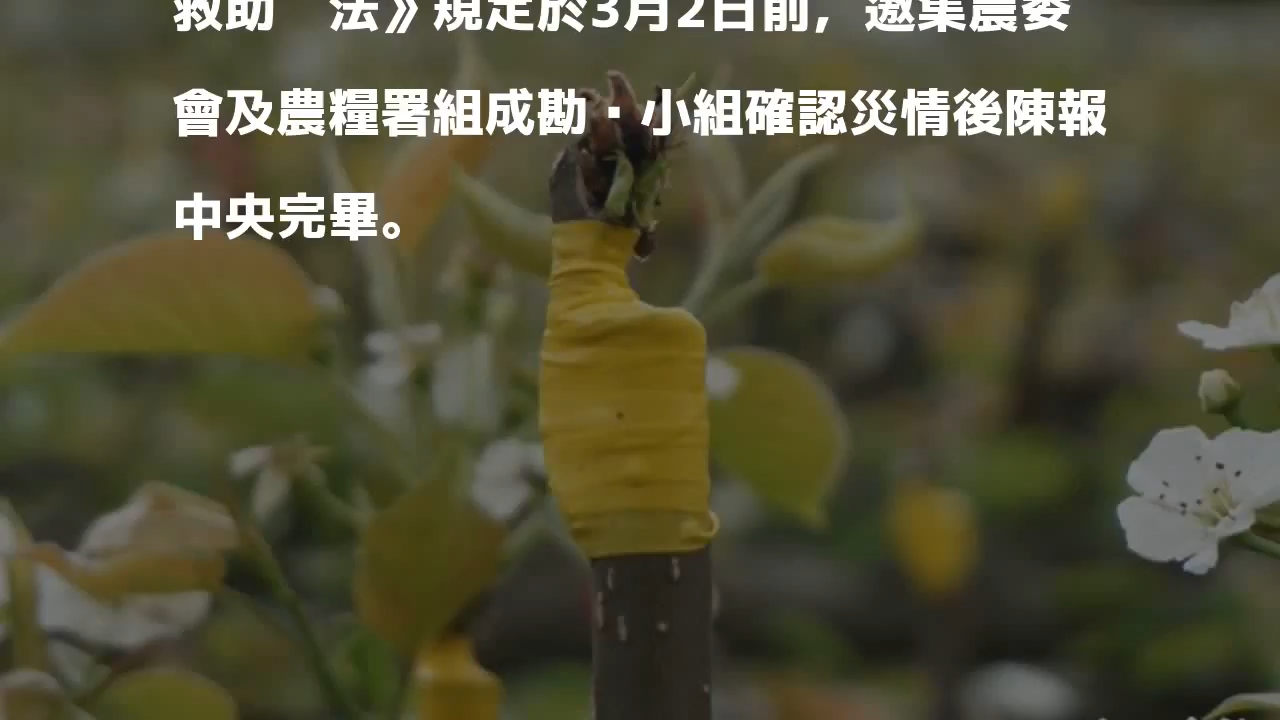 救助 法》規定於3月2日前，邀集農委
會及農糧署組成勘·小組確認災情後陳報
中央完畢。